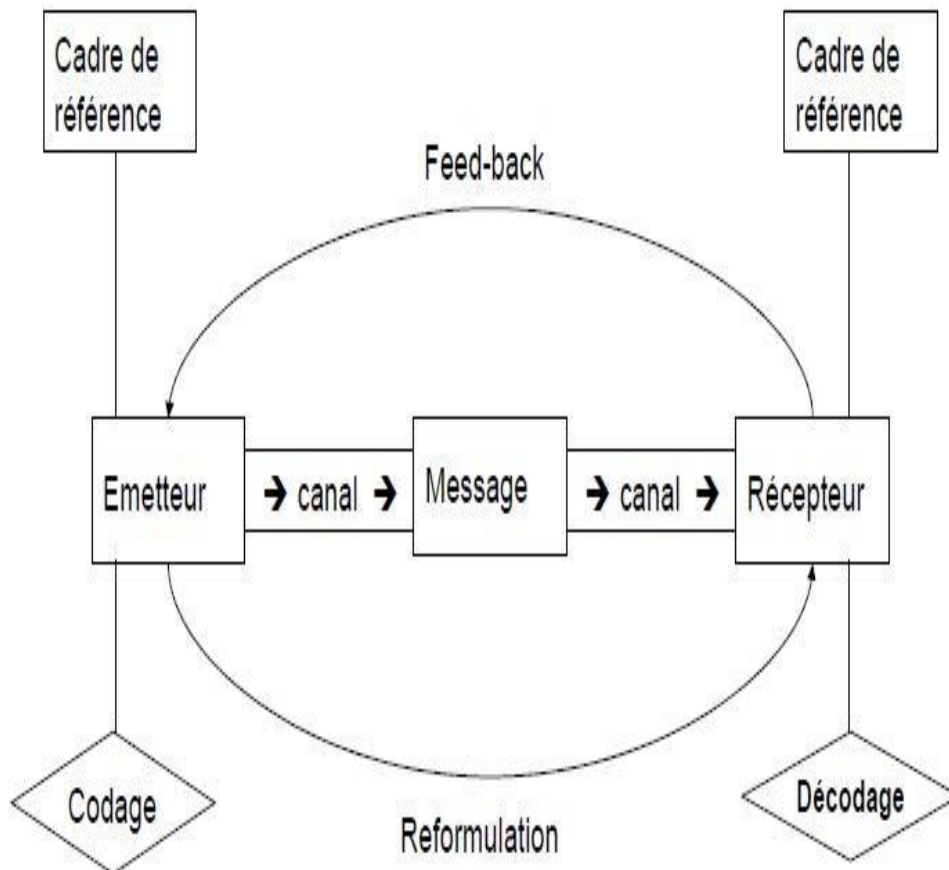 Cadre de
référence
Cadre de
référence
Feed-back
Emetteur
➔ canal ➔
Message
➔ canal ➔
Récepteur
Codage
Décodage
Reformulation